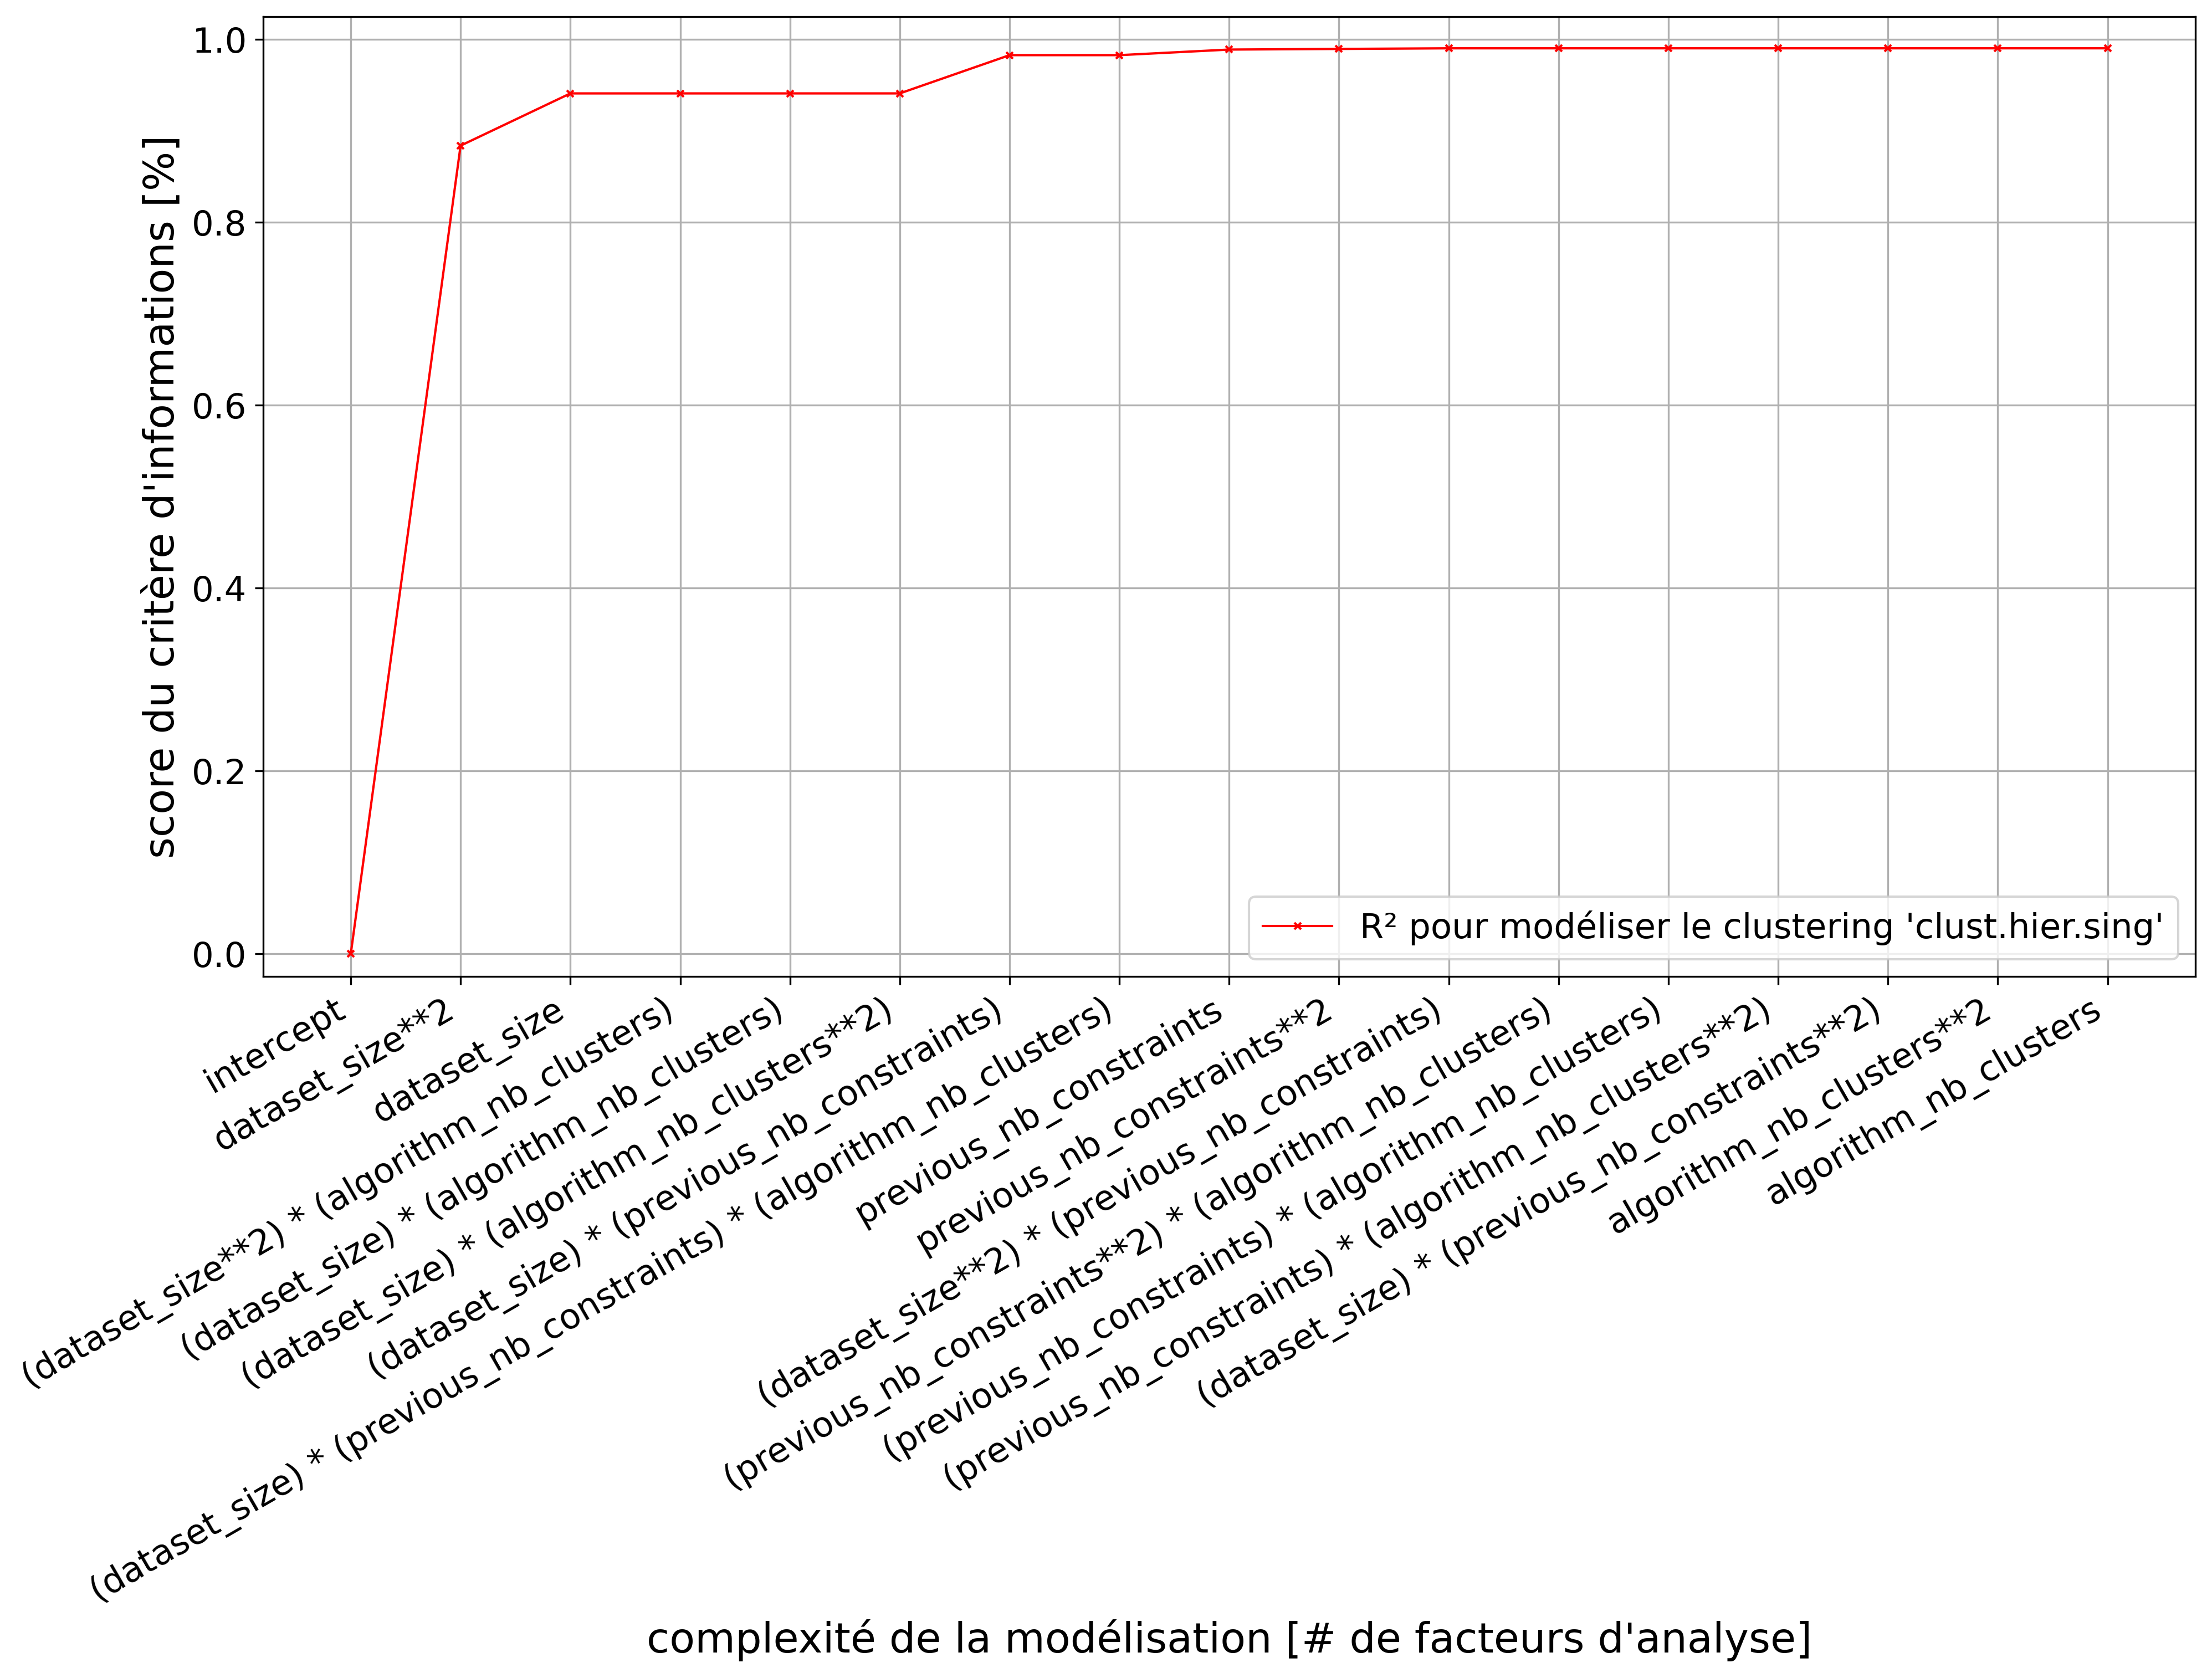 score du critère d'informations [%]
1.0
0.8
0.6
0.4
0.2
0.0
R² pour modéliser le clustering 'clust.hier.sing'
intercept
dataset_size**2
dataset_size
(dataset_size**2) * (algorithm_nb_clusters)
(dataset_size) * (algorithm_nb_clusters)
(dataset_size) * (algorithm_nb_clusters**2)
(dataset_size) * (previous_nb_constraints)
(dataset_size) * (previous_nb_constraints) * (algorithm_nb_clusters)
previous_nb_constraints
previous_nb_constraints**2
(dataset_size**2) * (previous_nb_constraints)
(previous_nb_constraints**2) * (algorithm_nb_clusters)
(previous_nb_constraints) * (algorithm_nb_clusters)
(previous_nb_constraints) * (algorithm_nb_clusters**2)
(dataset_size) * (previous_nb_constraints**2)
algorithm_nb_clusters**2
algorithm_nb_clusters
complexité de la modélisation [# de facteurs d'analyse]